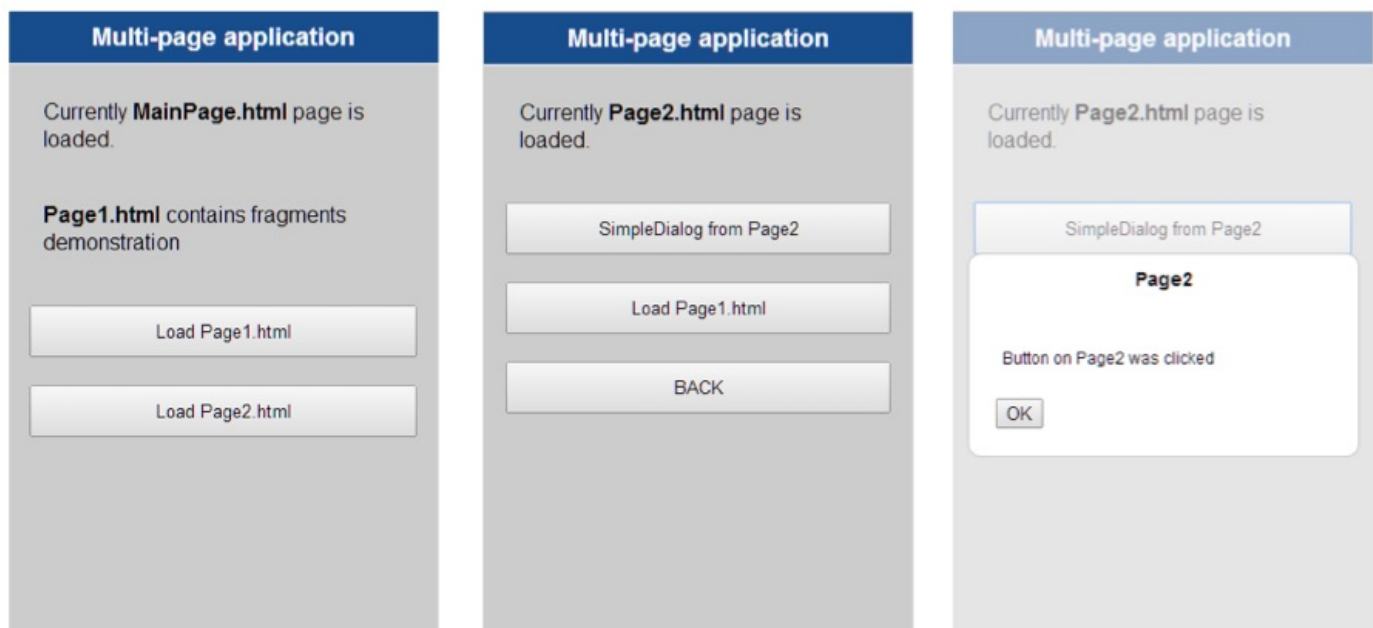 Multi-page application
Currently MainPage.html page is
loaded.
Page1.html contains fragments
demonstration
Load Page1.html
Load Page2.html
Multi-page application
Currently Page2.html page is
loaded.
SimpleDialog from Page2
Load Page1.html
BACK
Multi-page application
Currently Page2.html page is
loaded.
SimpleDialog from Page2
Page2
Button on Page2 was clicked
OK